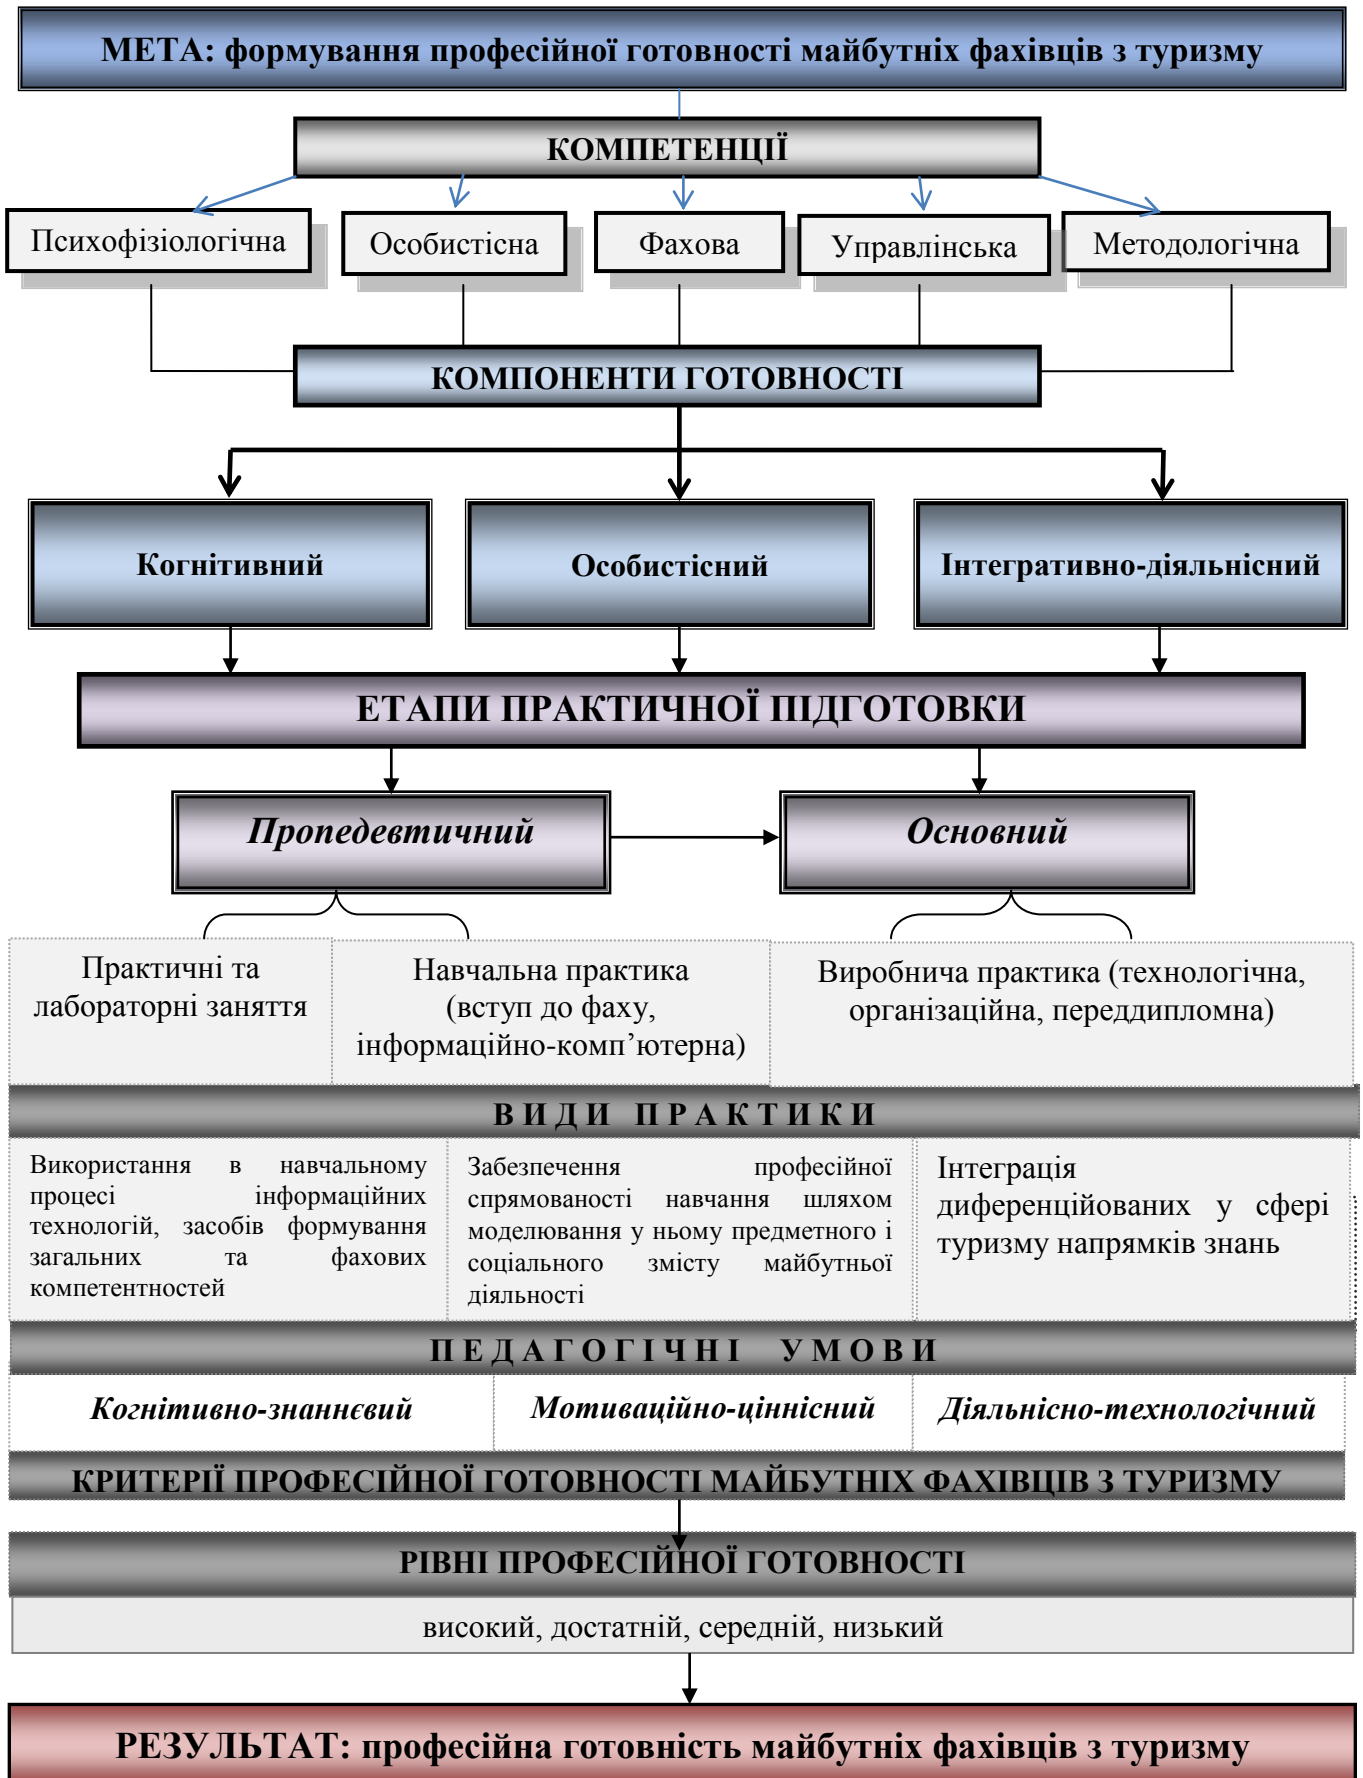 МЕТА: формування професійної готовності майбутніх фахівців з туризму
КОМПЕТЕНЦІЇ
Психофізіологічна
Особистісна
Фахова
Управлінська
Методологічна
КОМПОНЕНТИ ГОТОВНОСТІ
Когнітивний
Особистісний
Інтегративно-діяльнісний
ЕТАПИ ПРАКТИЧНОЇ ПІДГОТОВКИ
Пропедевтичний
Основний
Практичні та
лабораторні заняття
Навчальна практика
(вступ до фаху,
інформаційно-комп’ютерна)
Виробнича практика (технологічна,
організаційна, переддипломна)
ВИДИ ПРАКТИКИ
Використання в навчальному
процесі інформаційних
технологій, засобів формування
загальних та фахових
компетентностей
Забезпечення професійної
спрямованості навчання шляхом
моделювання у ньому предметного і
соціального змісту майбутньої
діяльності
Інтеграція
диференційованих у сфері
туризму напрямків знань
ПЕДАГОГІЧНІ УМОВИ
Когнітивно-знаннєвий
Мотиваційно-ціннісний
Діяльнісно-технологічний
КРИТЕРІЇ ПРОФЕСІЙНОЇ ГОТОВНОСТІ МАЙБУТНІХ ФАХІВЦІВ З ТУРИЗМУ
РІВНІ ПРОФЕСІЙНОЇ ГОТОВНОСТІ
високий, достатній, середній, низький
РЕЗУЛЬТАТ: професійна готовність майбутніх фахівців з туризму